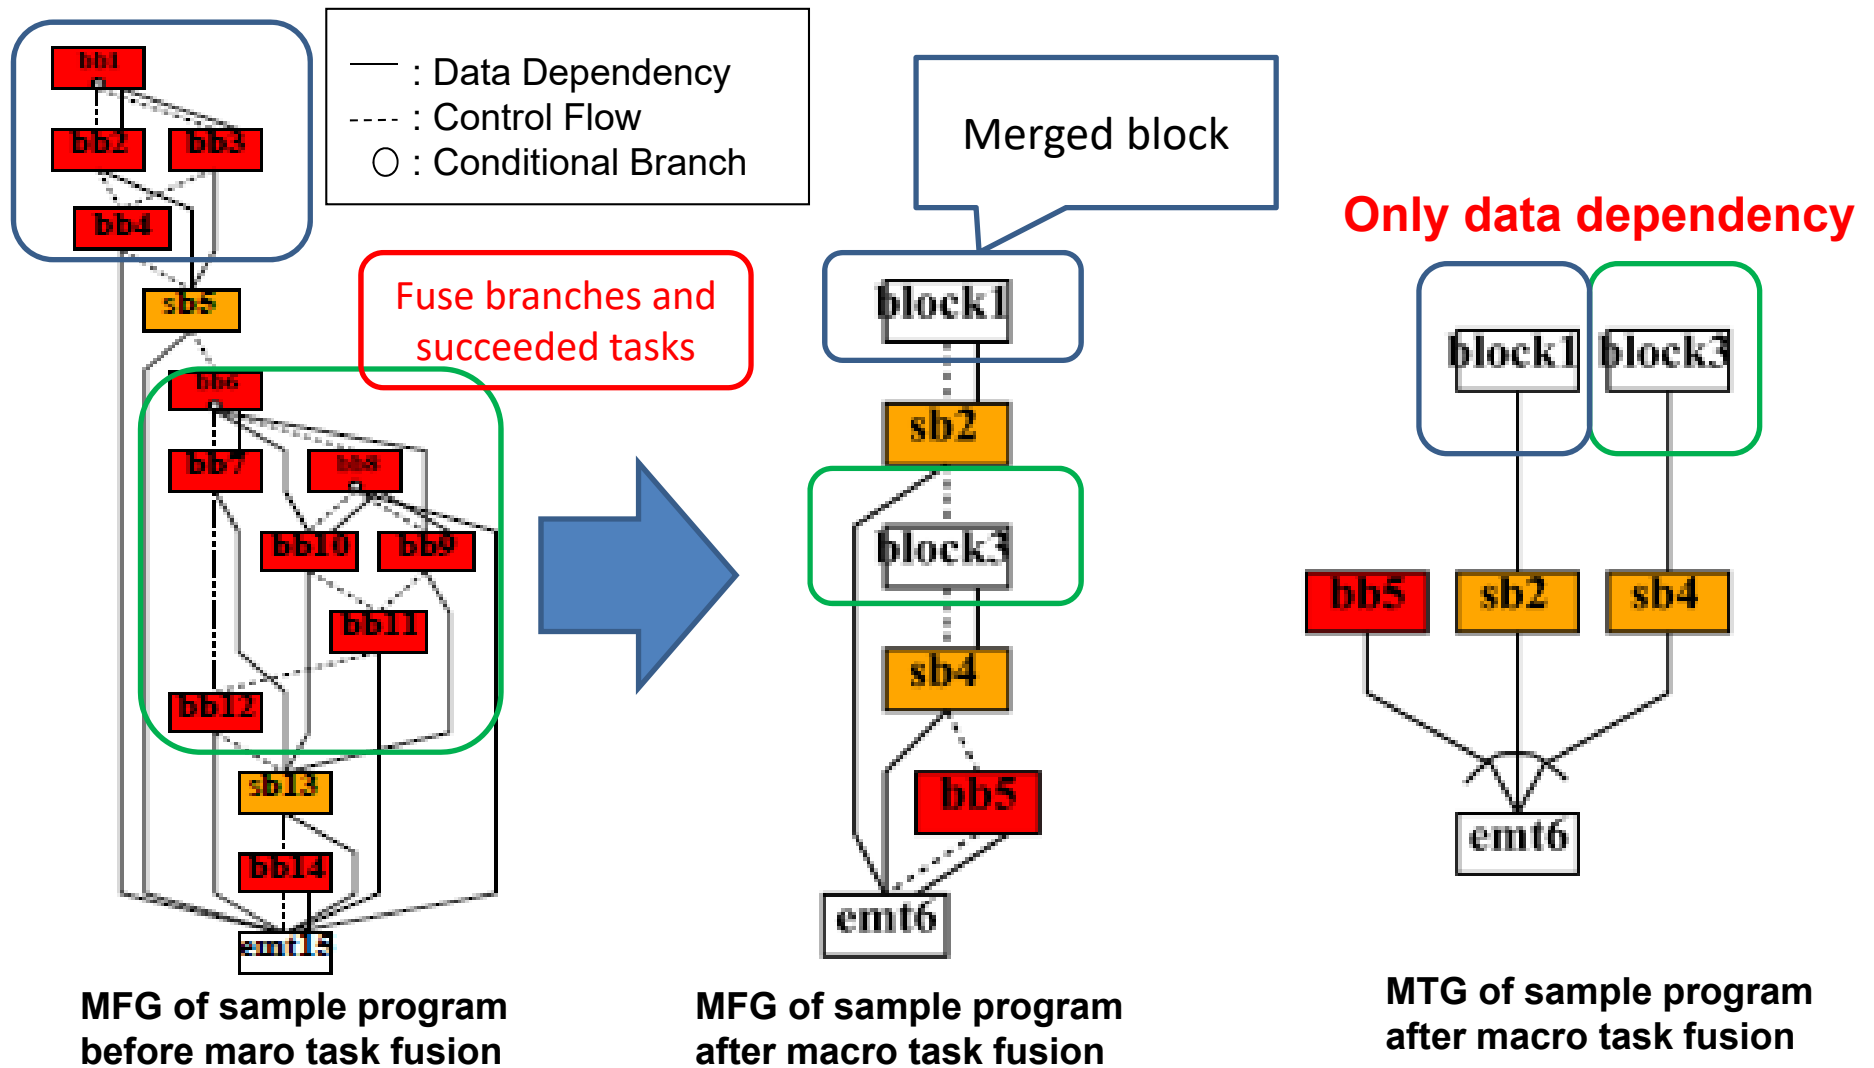 bb1
bb2
bb3
bb4
sb5
bb6
bb7
bb8
bb10
bb9
bb11
bb12
sb13
bb14
emt15
: Data Dependency
: Control Flow
: Conditional Branch
Fuse branches and
succeeded tasks
Merged block
block1
sb2
block3
sb4
bb5
emt6
Only data dependency
block1
block3
bb5
sb2
sb4
emt6
MFG of sample program
before maro task fusion
MFG of sample program
after macro task fusion
MTG of sample program
after macro task fusion